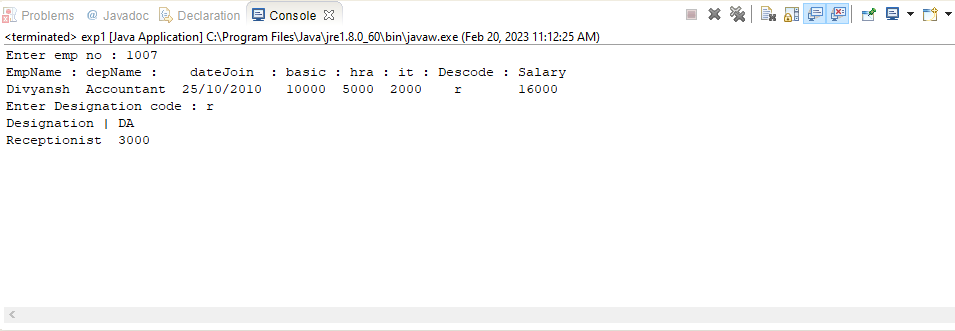 Problems @ Javadoc Declaration Console
<terminated> exp1 [Java Application] C:\Program Files\Java\jre1.8.0_60\bin\javaw.exe (Feb 20, 2023 11:12:25 AM)
Enter emp no : 1007
EmpName : depName :    dateJoin  : basic : hra : it : Descode : Salary
Divyansh  Accountant  25/10/2010   10000  5000  2000    r       16000
Enter Designation code : r
Designation | DA
Receptionist  3000